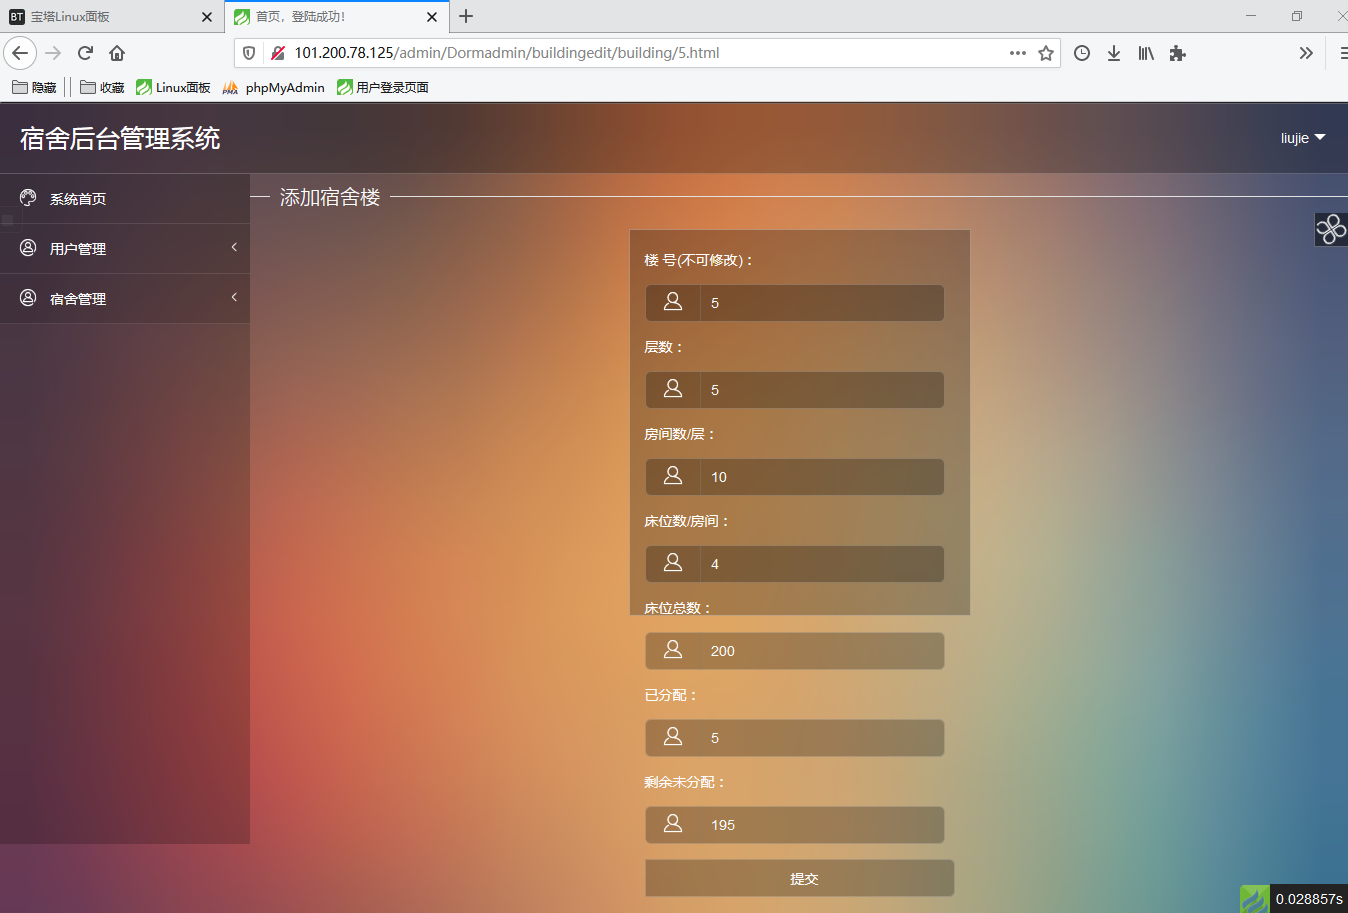 BT 宝塔Linux面板
首页，登陆成功!
101.200.78.125/admin/Dormadmin/buildingedit/building/5.html
隐藏 收藏 Linux面板 PMA phpMyAdmin 用户登录页面
宿舍后台管理系统
liujie
系统首页
用户管理
宿舍管理
添加宿舍楼
楼 号(不可修改)：
5
层数：
5
房间数/层：
10
床位数/房间：
4
床位总数：
200
已分配：
5
剩余未分配：
195
提交
0.028857s